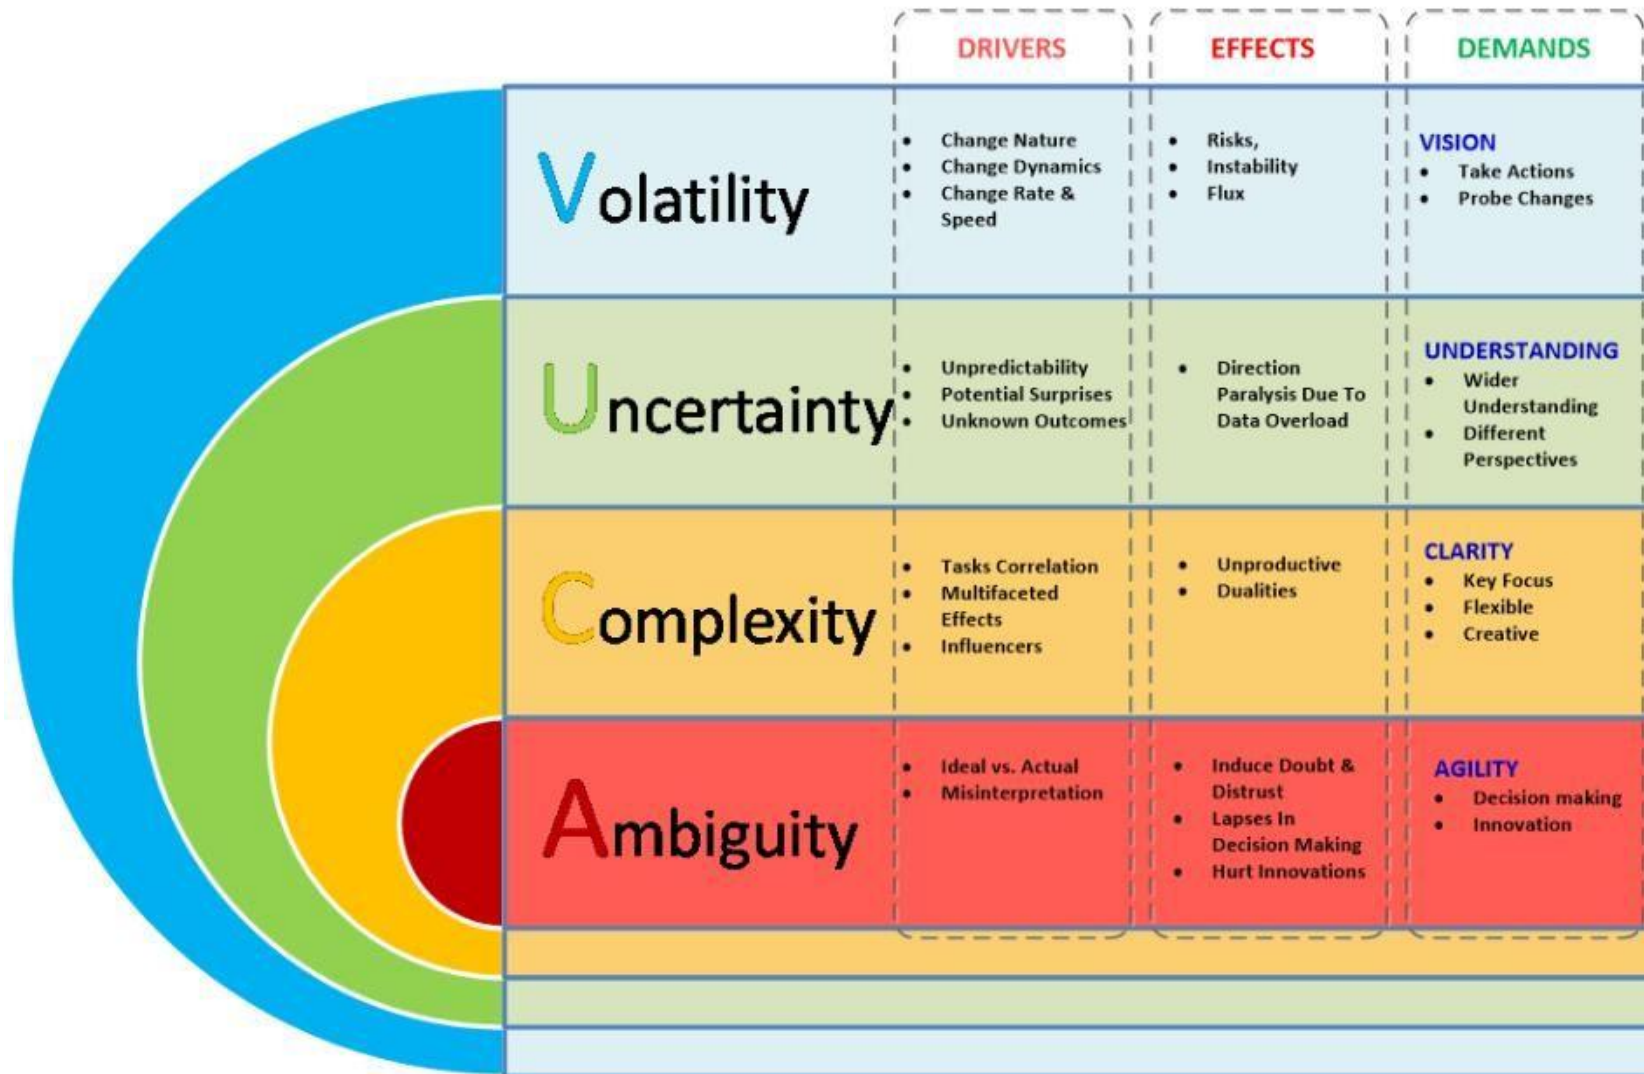 DRIVERS
EFFECTS
DEMANDS
Volatility
• Change Nature
• Change Dynamics
• Change Rate &
Speed
• Risks,
• Instability
• Flux
VISION
• Take Actions
• Probe Changes
Uncertainty
• Unpredictability
• Potential Surprises
• Unknown Outcomes
• Direction
Paralysis Due To
Data Overload
UNDERSTANDING
• Wider
Understanding
• Different
Perspectives
Complexity
• Tasks Correlation
• Multifaceted
Effects
• Influencers
• Unproductive
• Dualities
CLARITY
• Key Focus
• Flexible
• Creative
Ambiguity
• Ideal vs. Actual
• Misinterpretation
• Induce Doubt &
Distrust
• Lapses In
Decision Making
• Hurt Innovations
AGILITY
• Decision making
• Innovation